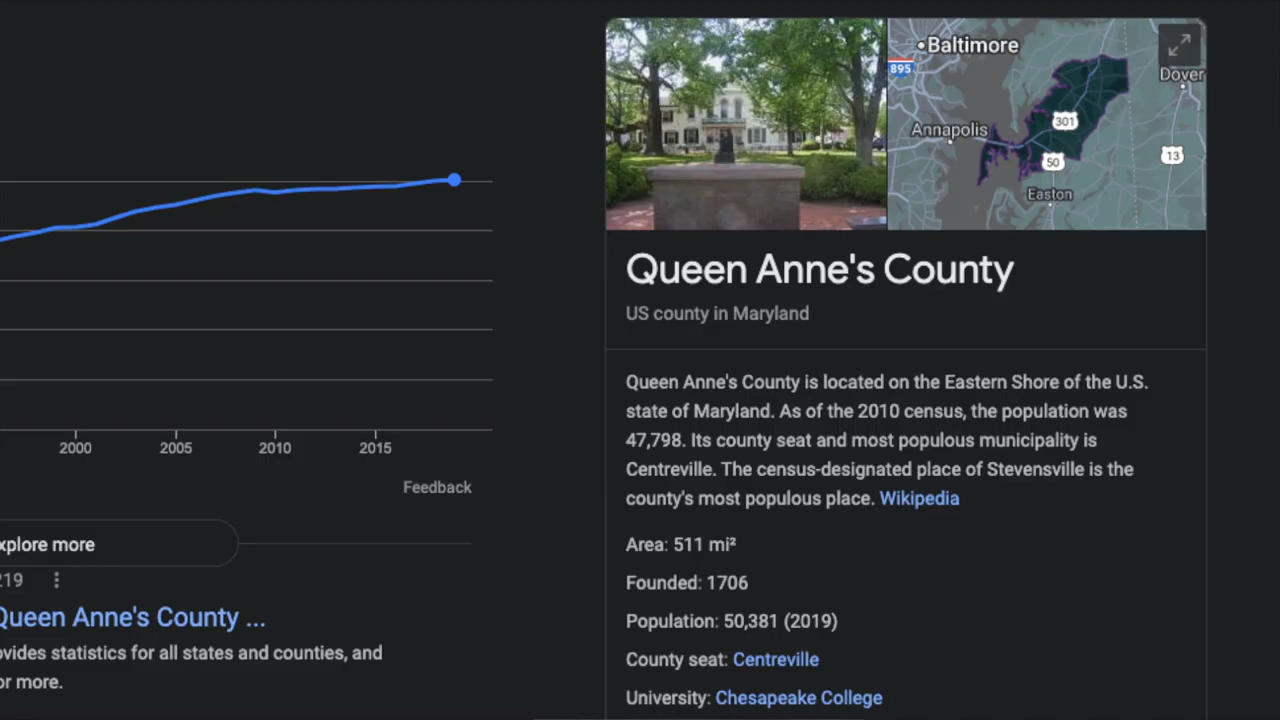 Baltimore
895
Dover
301
Annapolis
13
50
Easton
Queen Anne's County
US county in Maryland
Queen Anne's County is located on the Eastern Shore of the U.S.
state of Maryland. As of the 2010 census, the population was
47,798. Its county seat and most populous municipality is
Centreville. The census-designated place of Stevensville is the
county's most populous place. Wikipedia
Area: 511 mi²
Founded: 1706
Population: 50,381 (2019)
County seat: Centreville
University: Chesapeake College
2000 2005 2010 2015
Feedback
xplore more
219
Queen Anne's County ...
ovides statistics for all states and counties, and
or more.